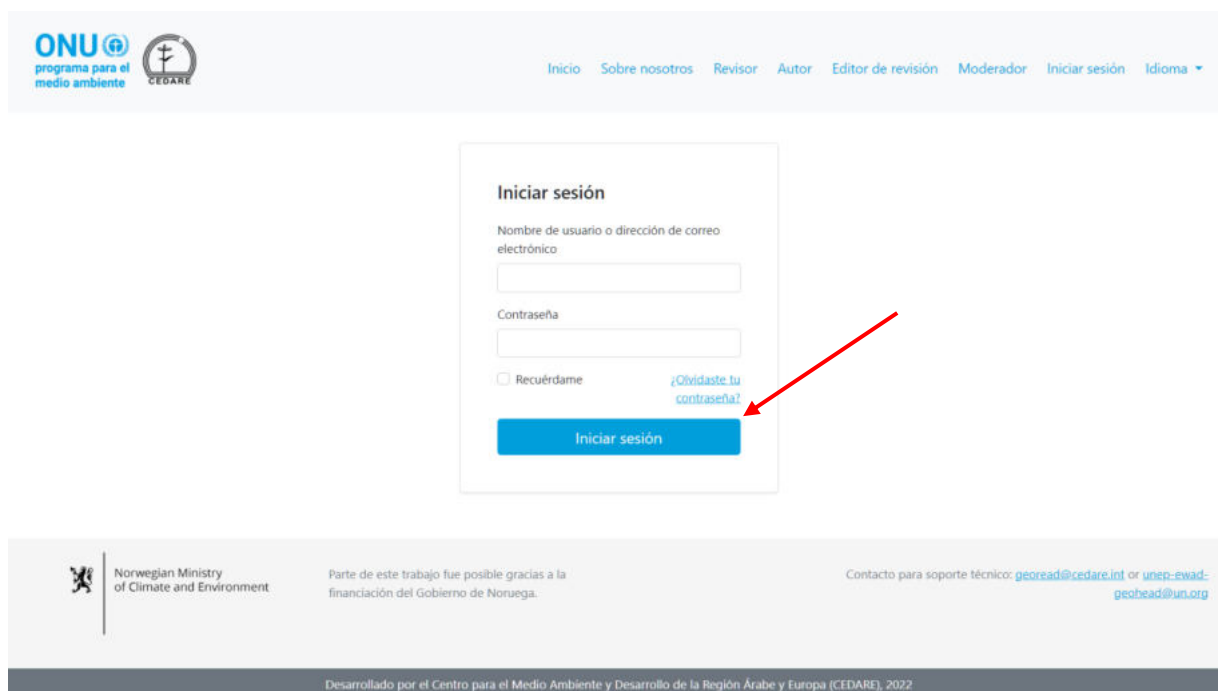 ONU
programa para el
medio ambiente
CEDARE
Inicio Sobre nosotros Revisor Autor Editor de revisión Moderador Iniciar sesión Idioma
Iniciar sesión
Nombre de usuario o dirección de correo
electrónico
Contraseña
Recuérdame
¿Olvidaste tu
contraseña?
Iniciar sesión
Norwegian Ministry
of Climate and Environment
Parte de este trabajo fue posible gracias a la
financiación del Gobierno de Noruega.
Contacto para soporte técnico: georead@cedare.int or unep-ewad-
geohead@un.org
Desarrollado por el Centro para el Medio Ambiente y Desarrollo de la Región Árabe y Europa (CEDARE), 2022